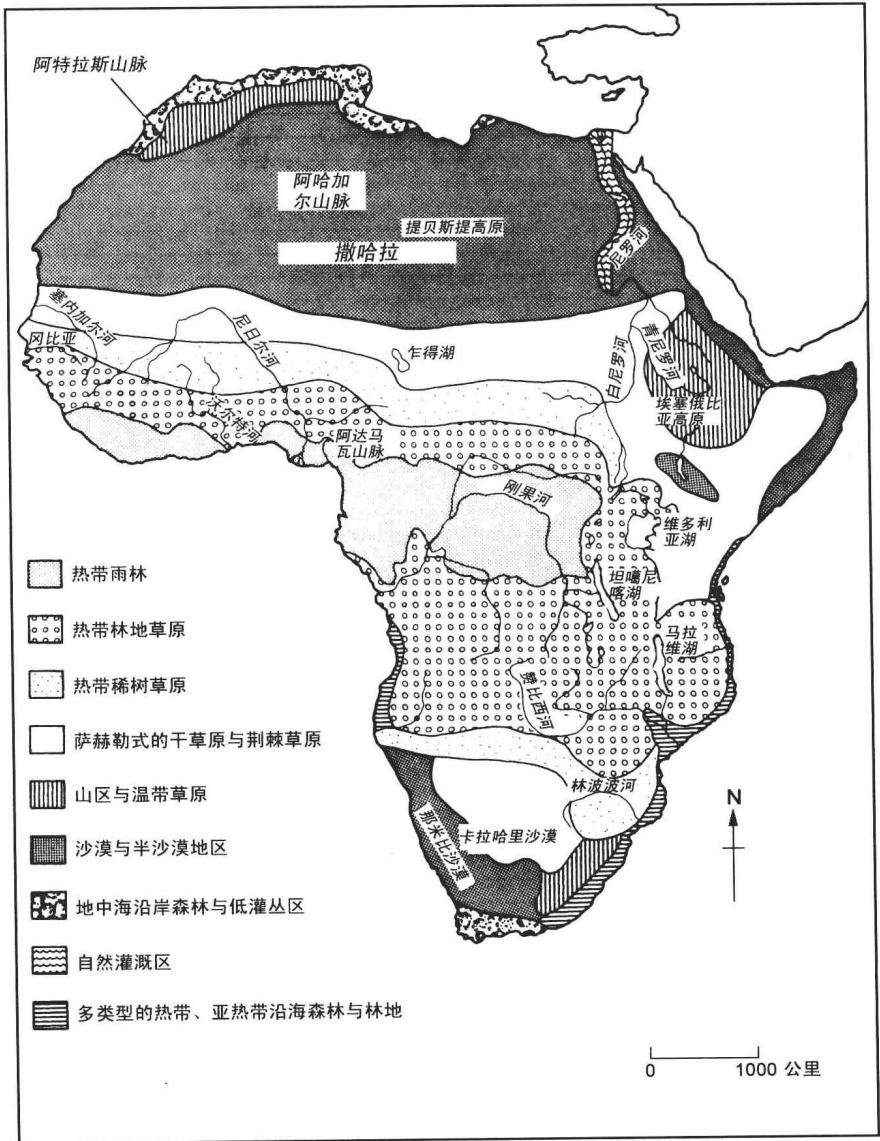 阿特拉斯山脉
阿哈加
尔山脉
提贝斯提高原
撒哈拉
尼罗河
塞内加尔河
冈比亚
尼日尔河
乍得湖
白尼罗河
青尼罗河
埃塞俄比
亚高原
沃尔特河
阿达马
瓦山脉
刚果河
维多利
亚湖
坦噶尼
喀湖
马拉
维湖
赞比西河
林波波河
那米比沙漠
卡拉哈里沙漠
热带雨林
热带林地草原
热带稀树草原
萨赫勒式的干草原与荆棘草原
山区与温带草原
沙漠与半沙漠地区
地中海沿岸森林与低灌丛区
自然灌溉区
多类型的热带、亚热带沿海森林与林地
N
0 1000 公里